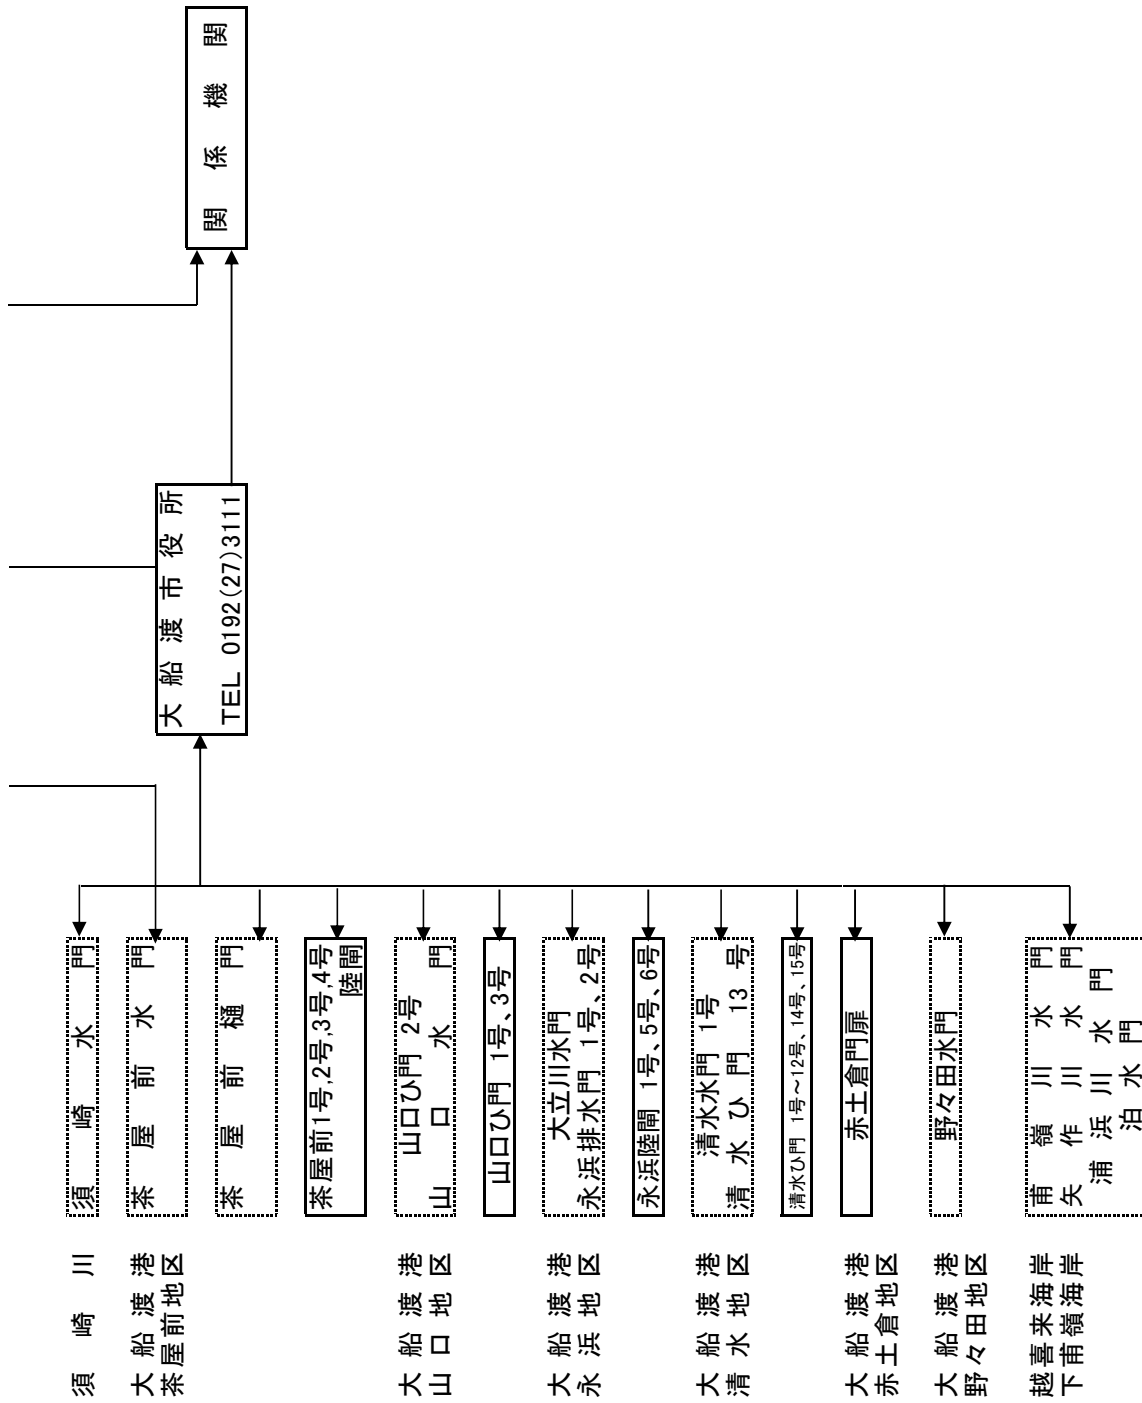 関係機関
大船渡市役所
TEL 0192(27)3111
須崎川
須崎水門
大船渡港
茶屋前地区
茶屋前水門
茶屋前樋門
茶屋前1号,2号,3号,4号
陸閘
大船渡港
山口地区
山口ひ門 2号
山口水門
山口ひ門 1号、3号
大船渡港
永浜地区
大立川水門
永浜排水門 1号、2号
永浜陸閘 1号、5号、6号
大船渡港
清水地区
清水水門 1号
清水ひ門 13号
清水ひ門 1号～12号、14号、15号
大船渡港
赤土倉地区
赤土倉門扉
大船渡港
野々田地区
野々田水門
越喜来海岸
下甫嶺海岸
甫嶺川水門
矢作川水門
浦浜川水門
泊水門